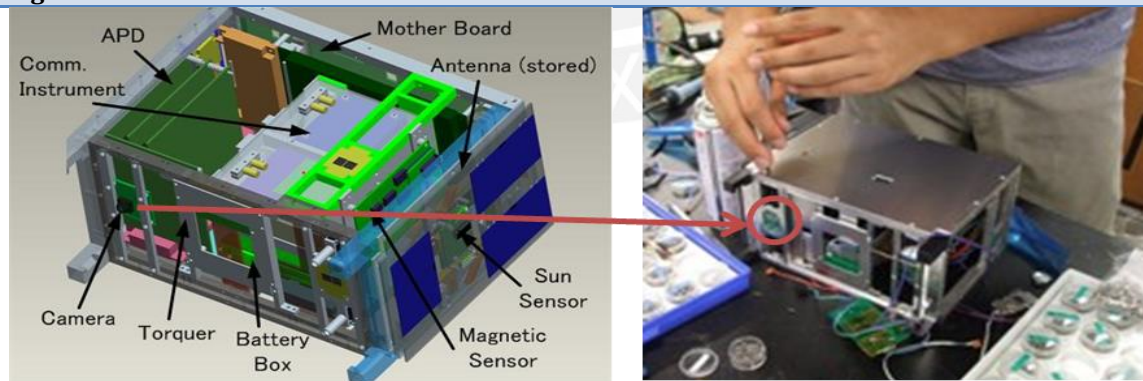 APD
Mother Board
Comm.
Instrument
Antenna (stored)
Camera
Torquer
Battery
Box
Magnetic
Sensor
Sun
Sensor